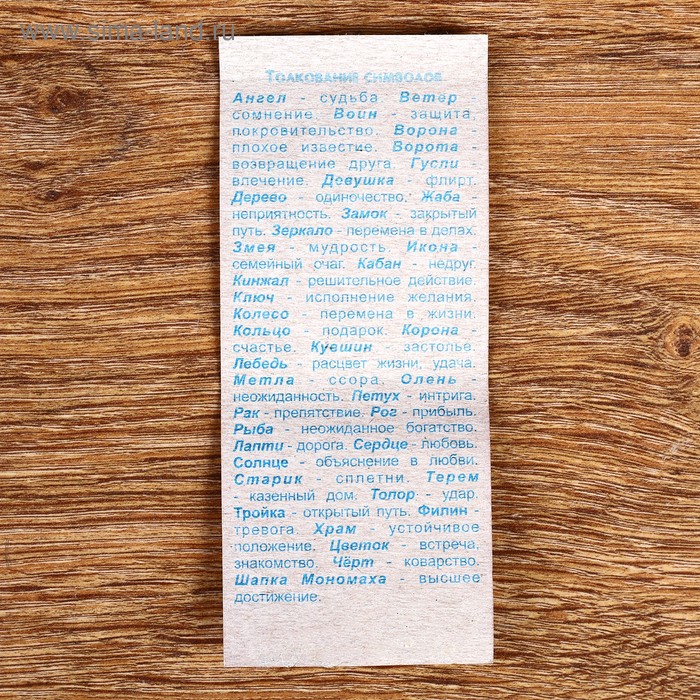 www.sima-land.ru
Толкование символов
Ангел - судьба. Ветер -
сомнение. Воин - защита,
покровительство. Ворона -
плохое известие. Ворота -
возвращение друга. Гусли -
влечение. Девушка - флирт.
Дерево - одиночество. Жаба -
неприятность. Замок - закрытый
путь. Зеркало - перемена в делах.
Змея - мудрость. Икона -
семейный очаг. Кабан - недруг.
Кинжал - решительное действие.
Ключ - исполнение желания.
Колесо - перемена в жизни.
Кольцо - подарок. Корона -
счастье. Кувшин - застолье.
Лебедь - расцвет жизни, удача.
Метла - ссора. Олень -
неожиданность. Петух - интрига.
Рак - препятствие. Рог - прибыль.
Рыба - неожиданное богатство.
Лапти - дорога. Сердце - любовь.
Солнце - объяснение в любви.
Старик - сплетни. Терем
- казенный дом. Топор - удар.
Тройка - открытый путь. Филин -
тревога. Храм - устойчивое
положение. Цветок - встреча,
знакомство. Чёрт - коварство.
Шапка Мономаха - высшее
достижение.